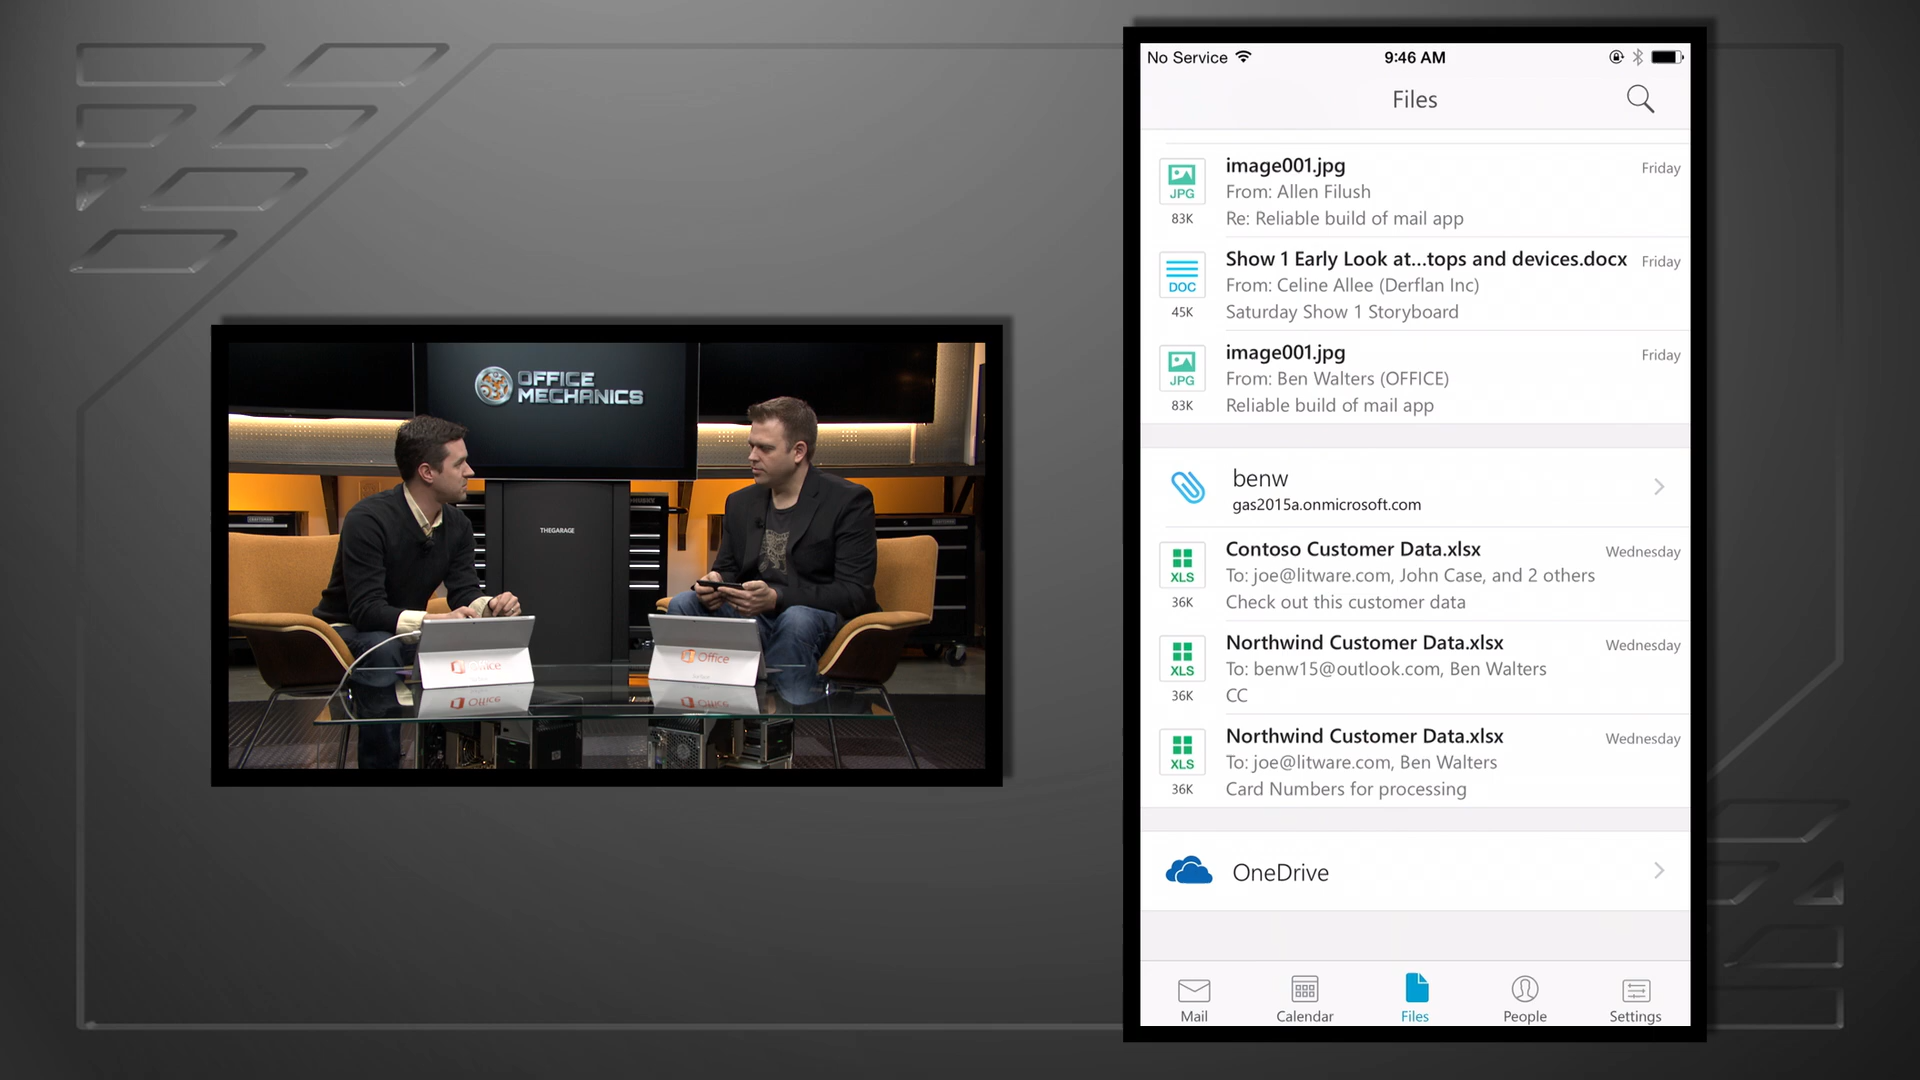 OFFICE
MECHANICS
THEGARAGE
Office
Office
No Service
9:46 AM
Files
image001.jpg
Friday
From: Allen Filush
Re: Reliable build of mail app
JPG
83K
Show 1 Early Look at...tops and devices.docx
Friday
From: Celine Allee (Derflan Inc)
Saturday Show 1 Storyboard
DOC
45K
image001.jpg
Friday
From: Ben Walters (OFFICE)
Reliable build of mail app
JPG
83K
benw
gas2015a.onmicrosoft.com
Contoso Customer Data.xlsx
Wednesday
To: joe@litware.com, John Case, and 2 others
Check out this customer data
XLS
36K
Northwind Customer Data.xlsx
Wednesday
To: benw15@outlook.com, Ben Walters
CC
XLS
36K
Northwind Customer Data.xlsx
Wednesday
To: joe@litware.com, Ben Walters
Card Numbers for processing
XLS
36K
OneDrive
Mail
Calendar
Files
People
Settings